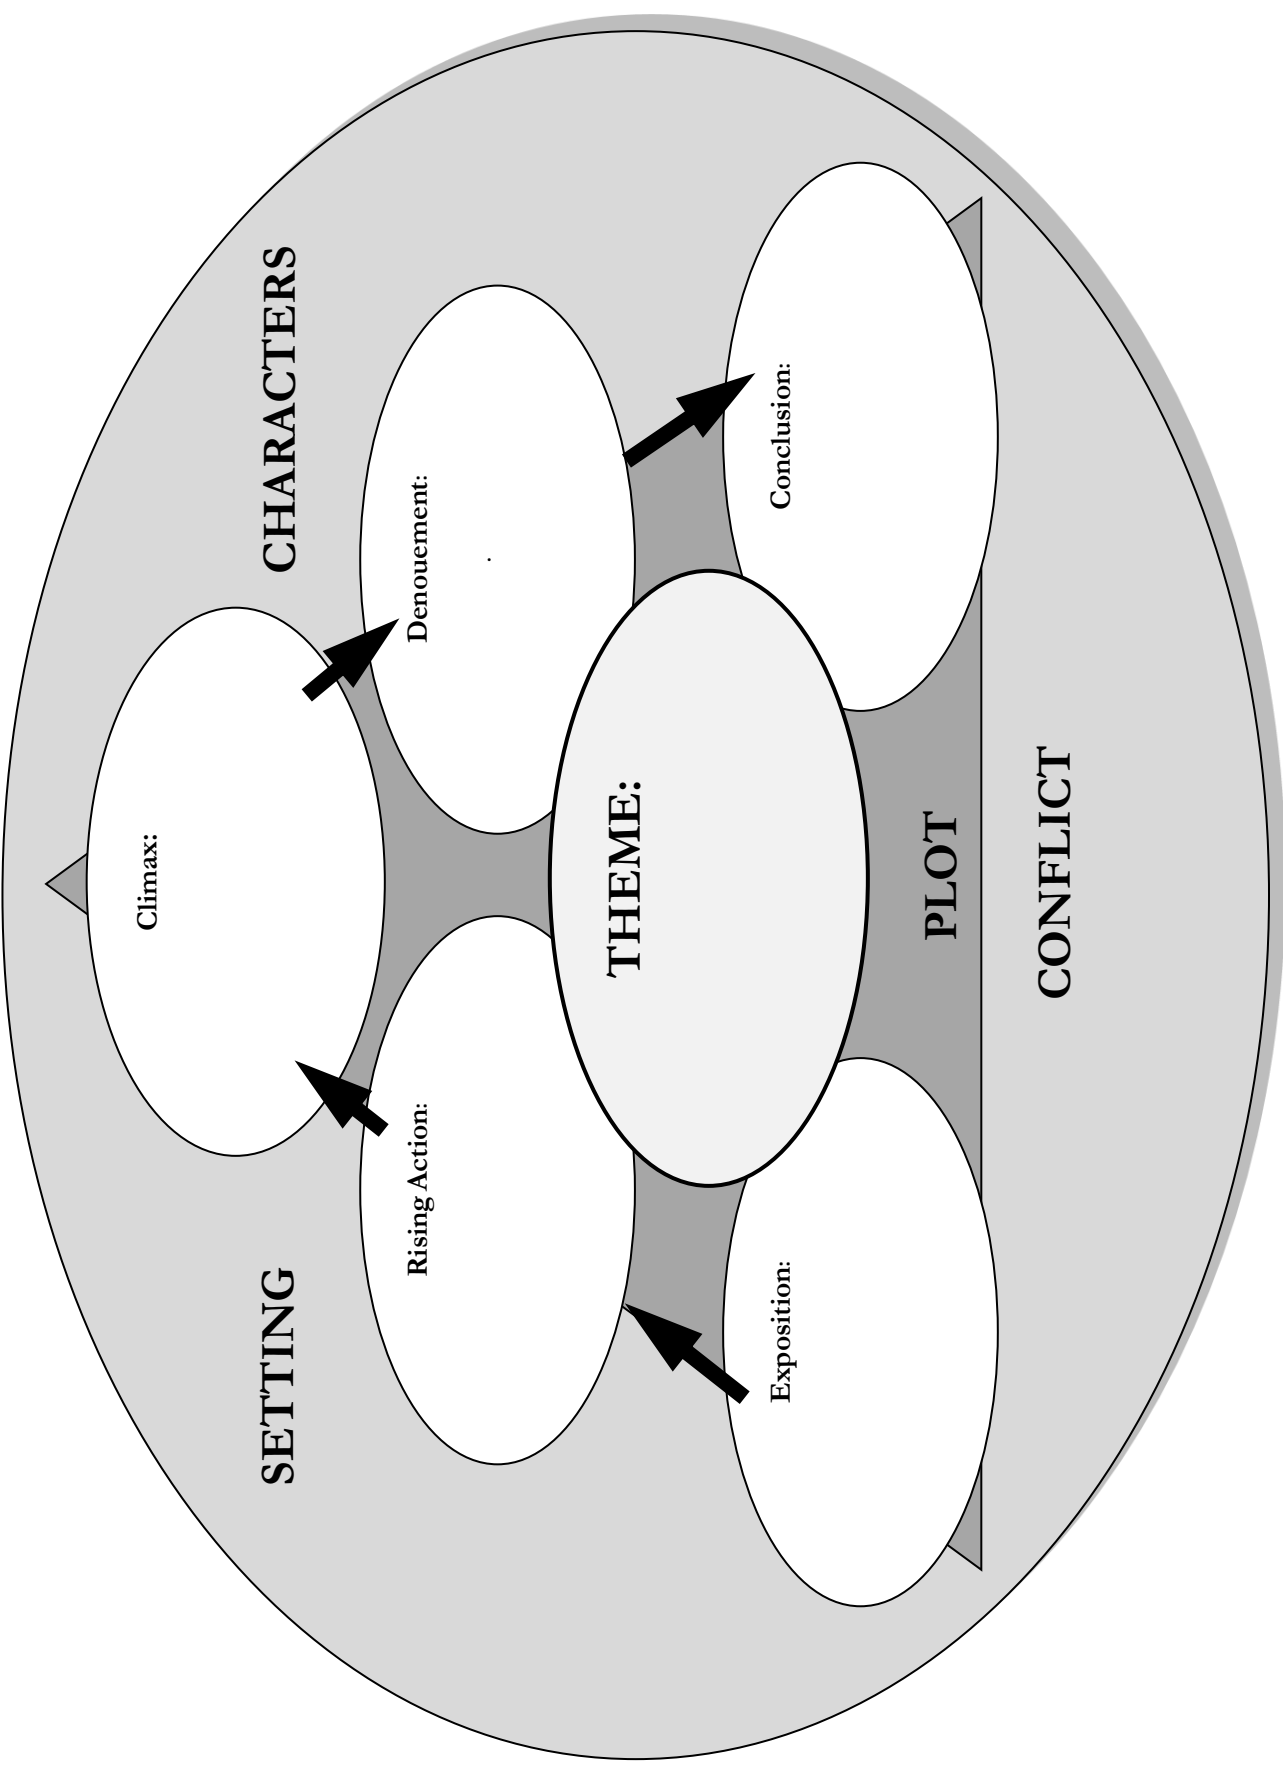 Climax:
SETTING
CHARACTERS
Rising Action:
Denouement:
.
THEME:
Exposition:
Conclusion:
PLOT
CONFLICT